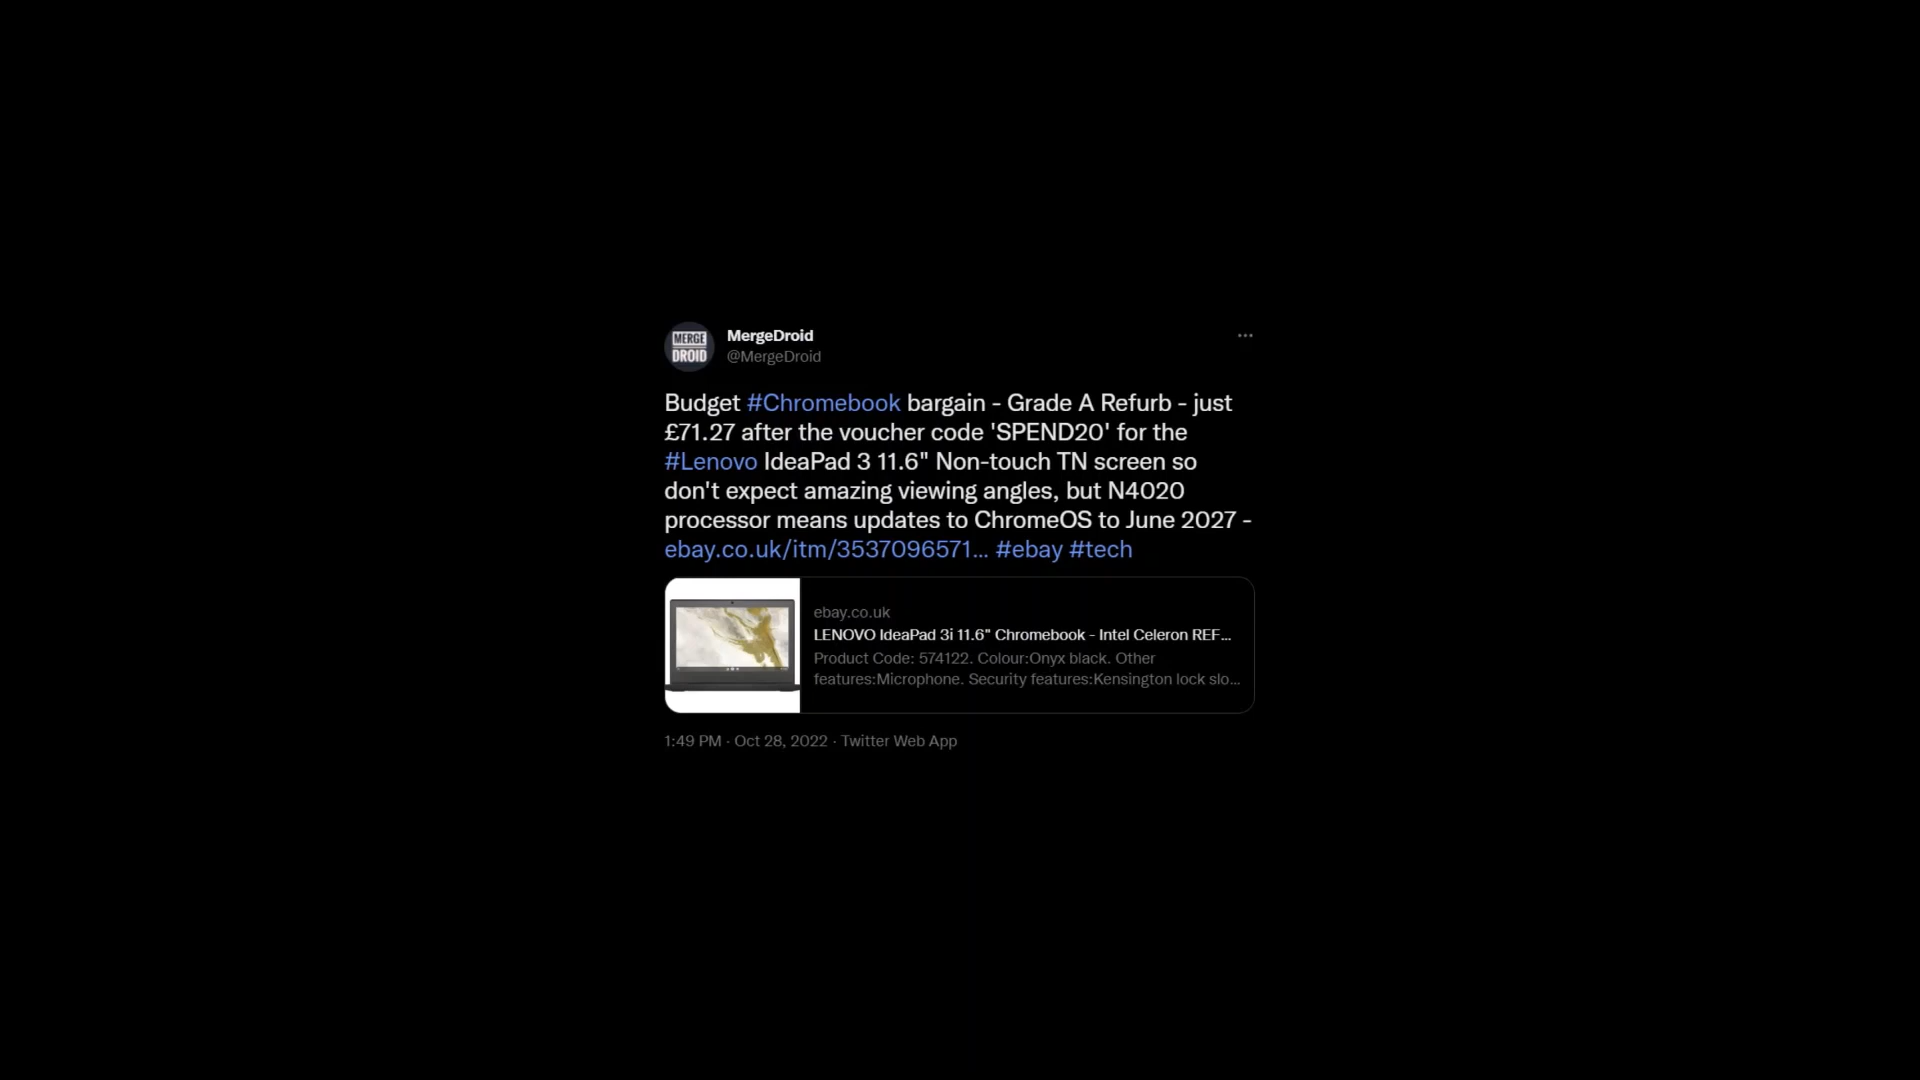 MERGE
DROID
MergeDroid
@MergeDroid
Budget #Chromebook bargain - Grade A Refurb - just
£71.27 after the voucher code 'SPEND20' for the
#Lenovo IdeaPad 3 11.6" Non-touch TN screen so
don't expect amazing viewing angles, but N4020
processor means updates to ChromeOS to June 2027 -
ebay.co.uk/itm/3537096571... #ebay #tech
ebay.co.uk
LENOVO IdeaPad 3i 11.6" Chromebook - Intel Celeron REF...
Product Code: 574122. Colour:Onyx black. Other
features:Microphone. Security features:Kensington lock slo...
1:49 PM · Oct 28, 2022 · Twitter Web App